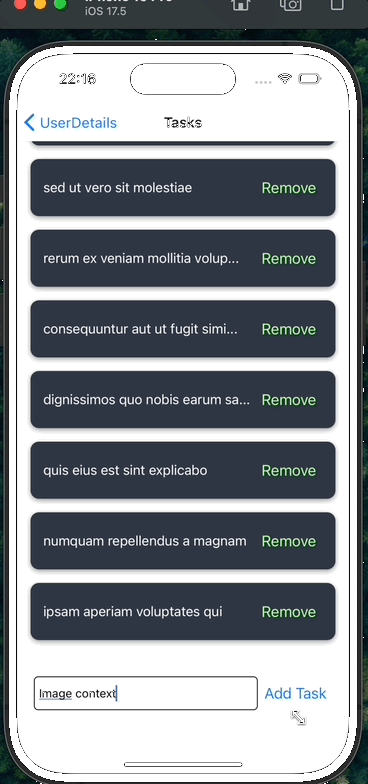 iOS 17.5
22:16
UserDetails
Tasks
sed ut vero sit molestiae Remove
rerum ex veniam mollitia volup... Remove
consequuntur aut ut fugit simi... Remove
dignissimos quo nobis earum sa... Remove
quis eius est sint explicabo Remove
numquam repellendus a magnam Remove
ipsam aperiam voluptates qui Remove
Image context Add Task